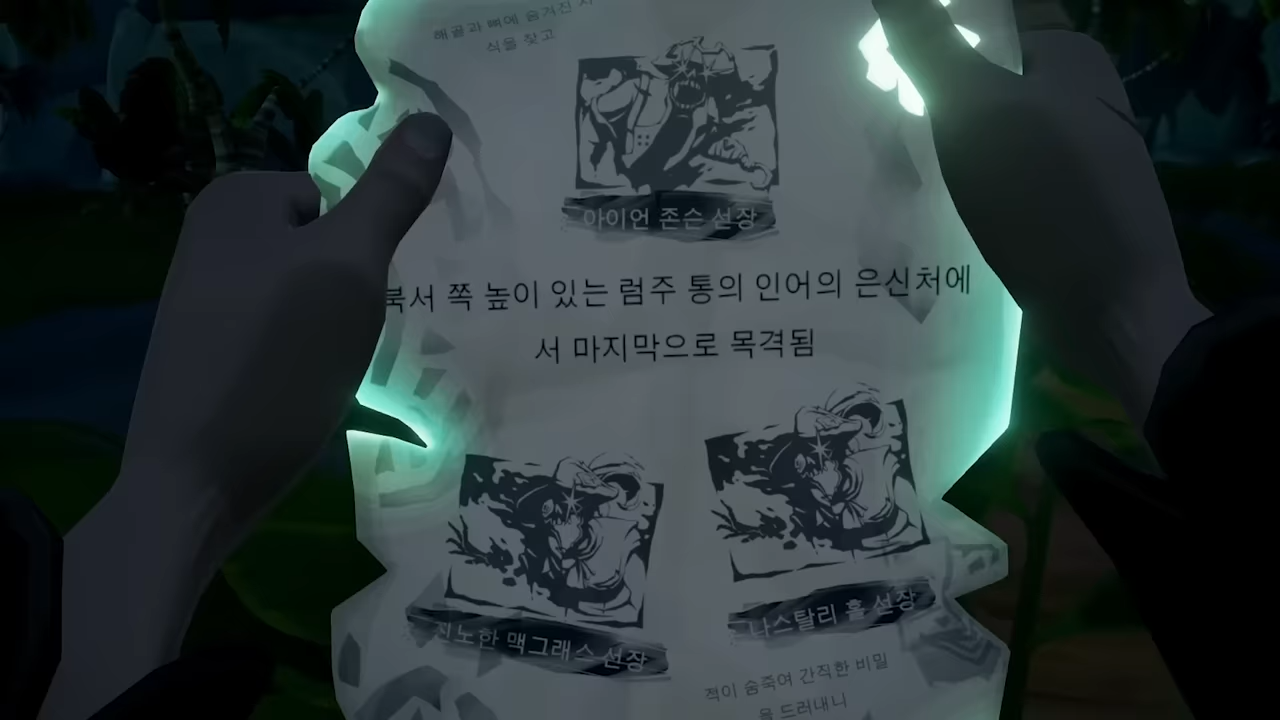 해골과 뼈에 숨겨진 지
식을 찾고
아이언 존슨 선장
북서 쪽 높이 있는 럼주 통의 인어의 은신처에
서 마지막으로 목격됨
진노한 맥그래스 선장
나스탈리 홀 선장
적이 숨죽여 간직한 비밀
을 드러내니